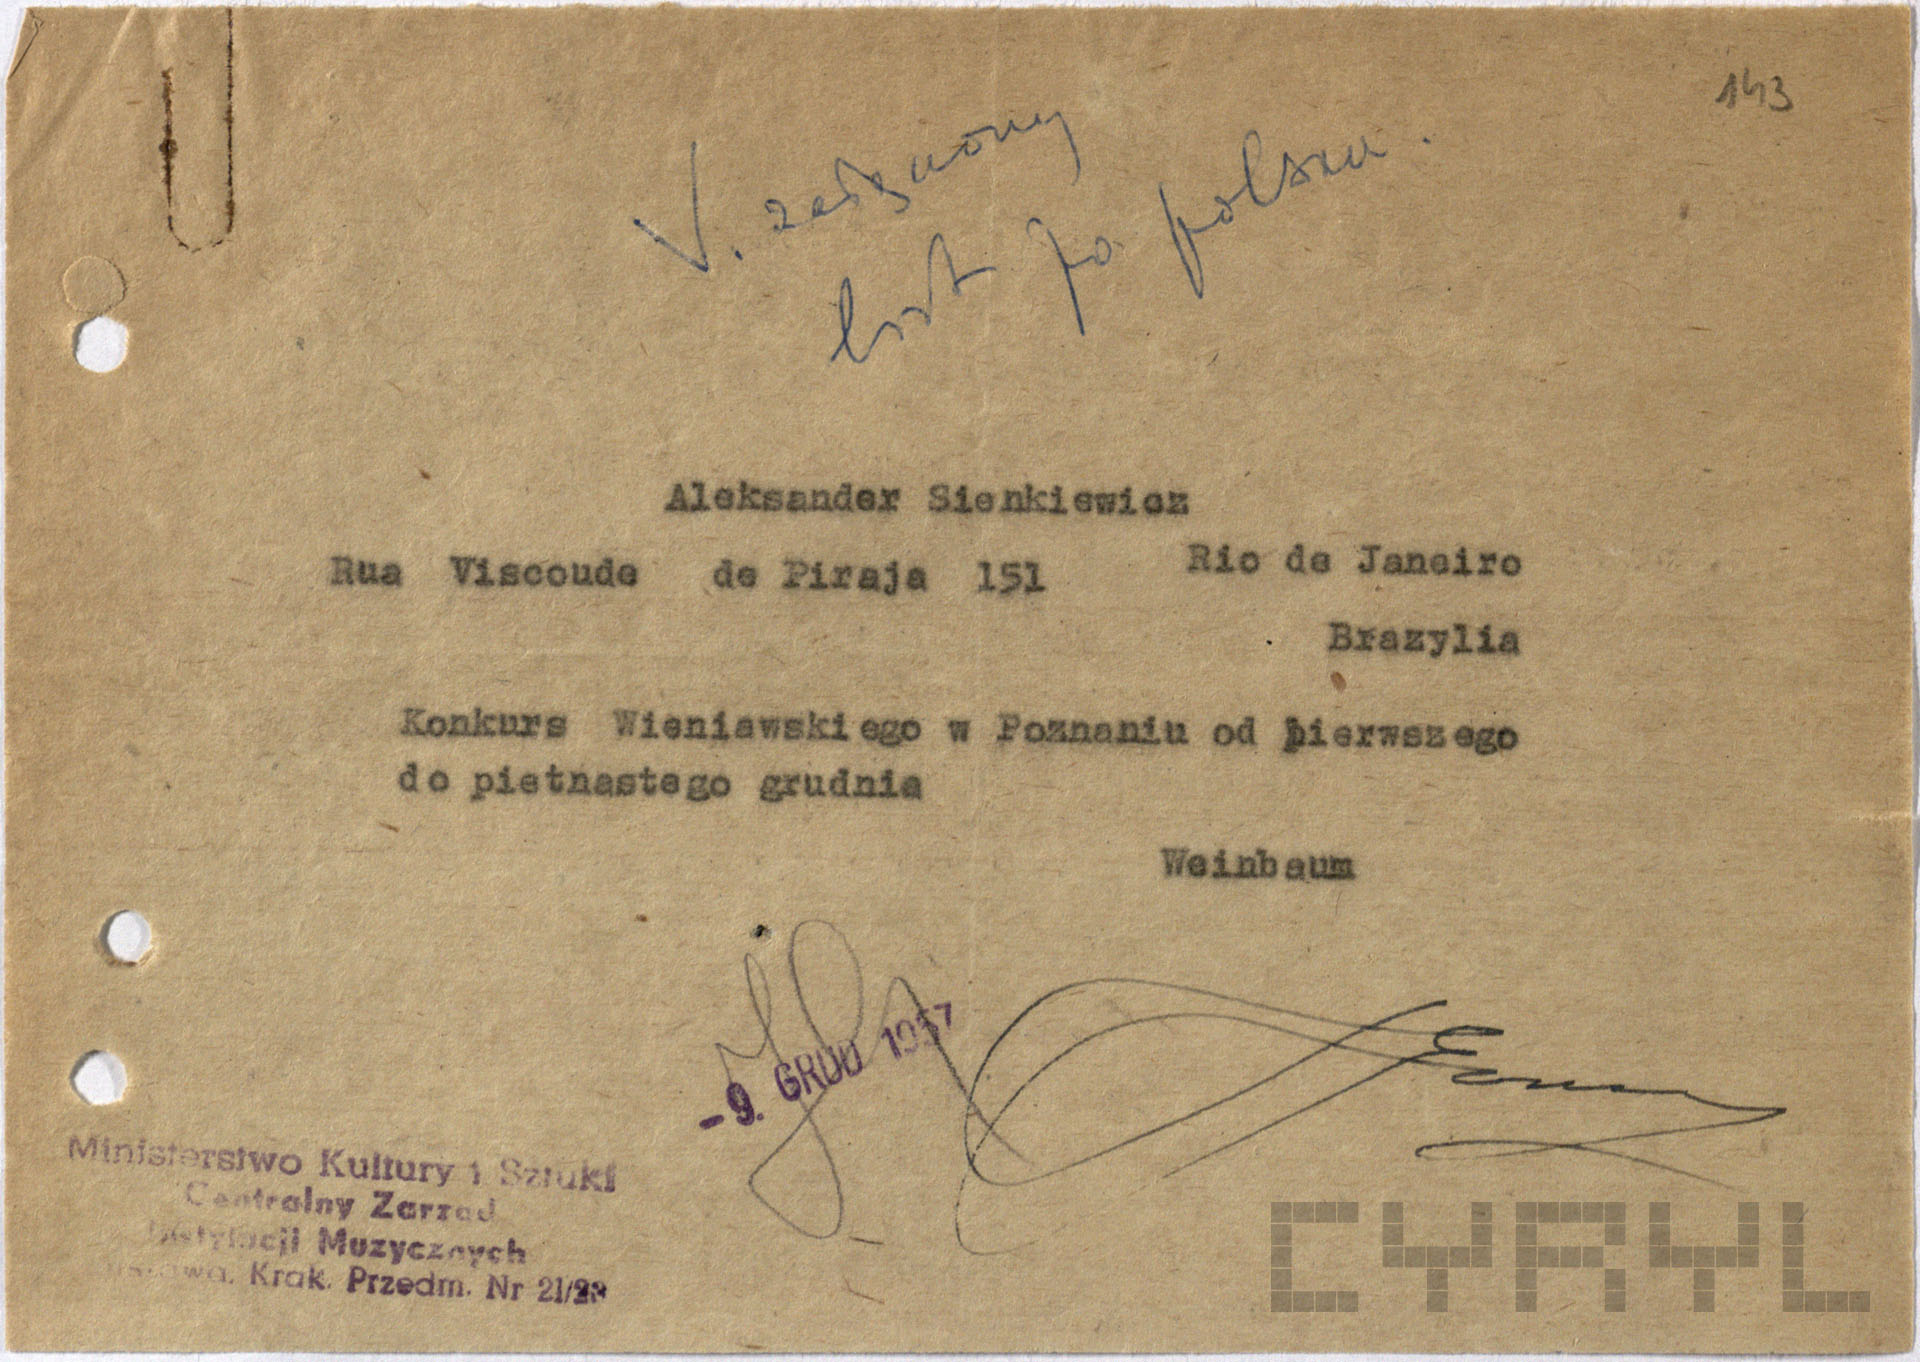 143
V. załączony
list po polsku.
Aleksander Sienkiewicz
Rua Viscoude de Piraja 151 Rio de Janeiro
Brazylia
Konkurs Wieniawskiego w Poznaniu od pierwszego
do pietnastego grudnia
Weinbaum
-9. GRUD 1957
Ministerstwo Kultury i Sztuki
Centralny Zarząd
Instytucji Muzycznych
Krak. Przedm. Nr 21/23
CYRYL